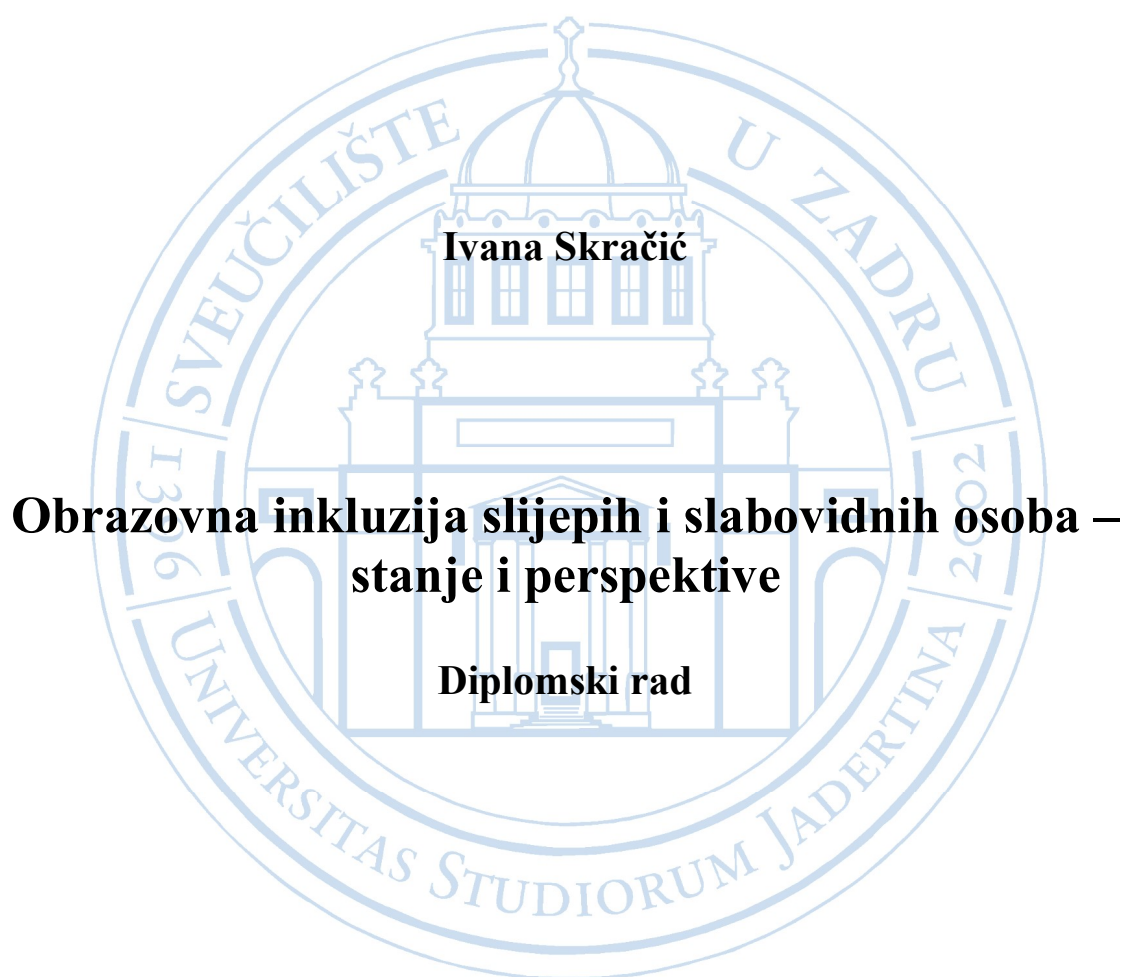 SVEUČILIŠTE U ZADRU
Ivana Skračić
1396
2002
Obrazovna inkluzija slijepih i slabovidnih osoba –
stanje i perspektive
Diplomski rad
UNIVERSITAS STUDIORUM JADERTINA